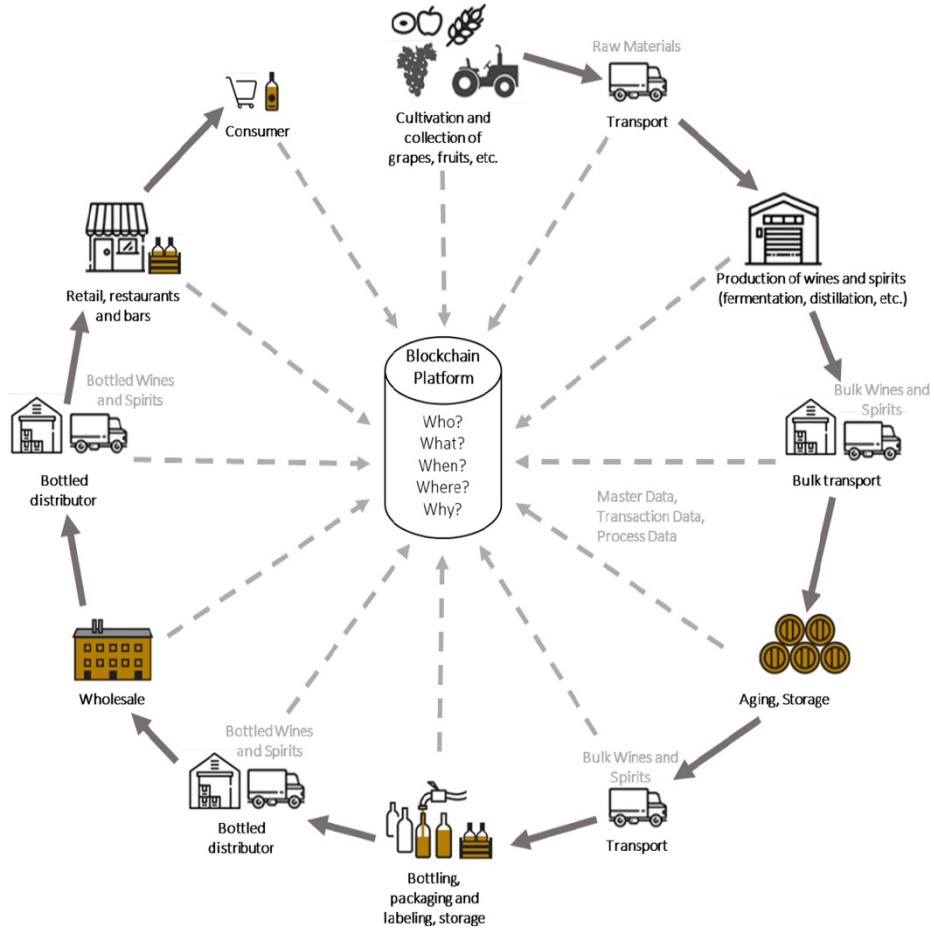 Cultivation and
collection of
grapes, fruits, etc.
Raw Materials
Transport
Production of wines and spirits
(fermentation, distillation, etc.)
Bulk Wines and
Spirits
Bulk transport
Master Data,
Transaction Data,
Process Data
Aging, Storage
Bulk Wines and
Spirits
Transport
Bottling,
packaging and
labeling, storage
Bottled Wines
and Spirits
Bottled
distributor
Wholesale
Bottled Wines
and Spirits
Bottled
distributor
Retail, restaurants
and bars
Consumer
Blockchain
Platform
Who?
What?
When?
Where?
Why?